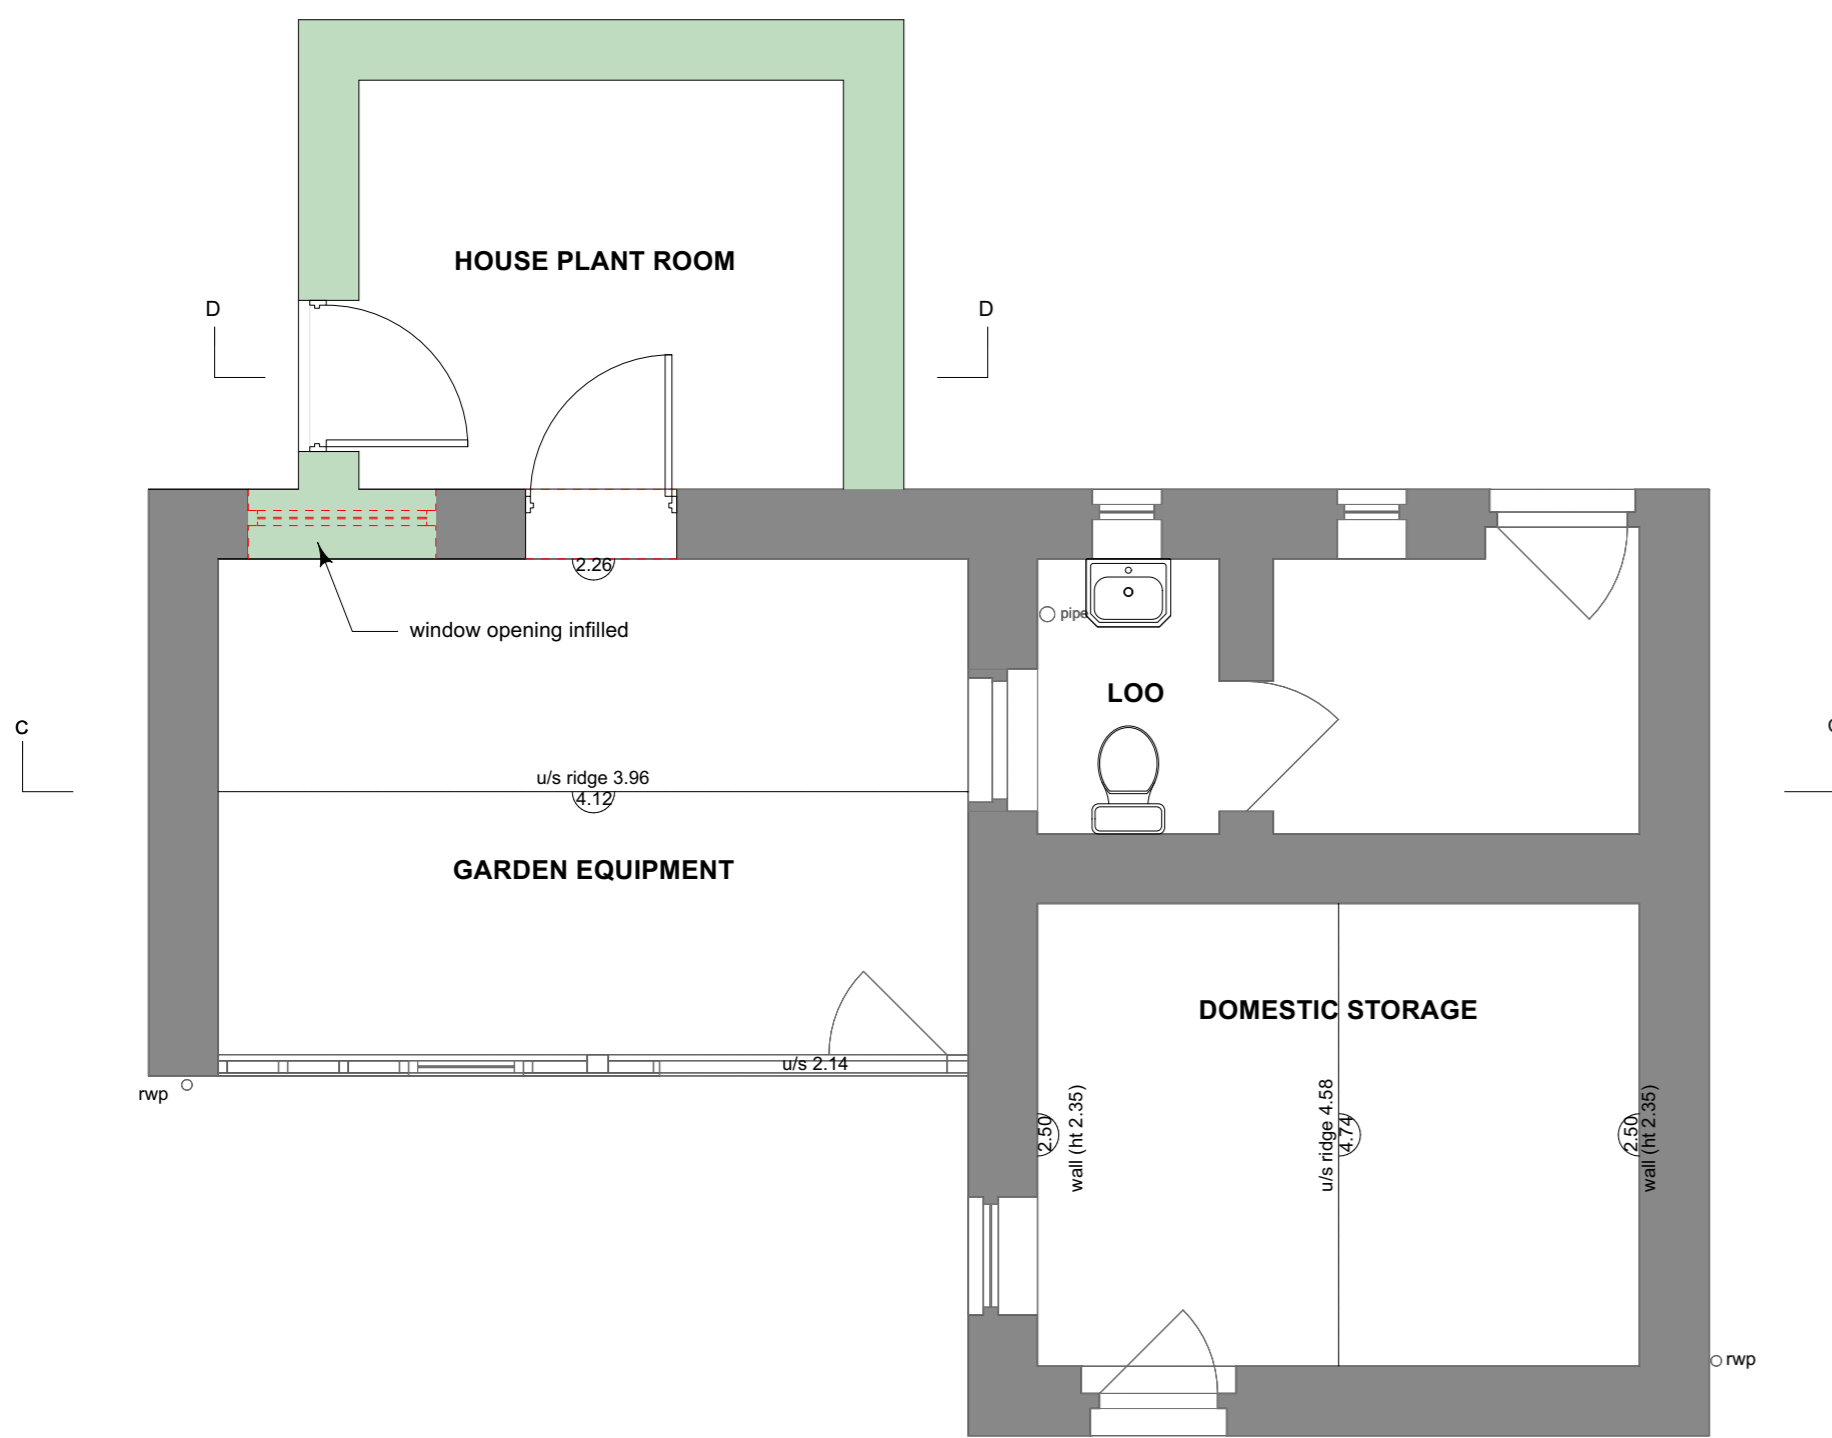 HOUSE PLANT ROOM
D
D
2.26
window opening infilled
pipe
LOO
c
u/s ridge 3.96
4.12
GARDEN EQUIPMENT
DOMESTIC STORAGE
u/s 2.14
rwp
2.50
wall (ht 2.35)
u/s ridge 4.58
4.74
2.50
wall (ht 2.35)
rwp